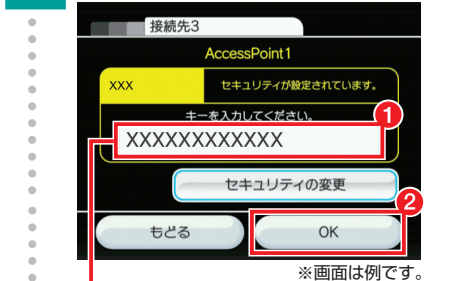 接続先3
AccessPoint1
XXX
セキュリティが設定されています。
キーを入力してください。
1
XXXXXXXXXXXX
セキュリティの変更
2
もどる
OK
※画面は例です。